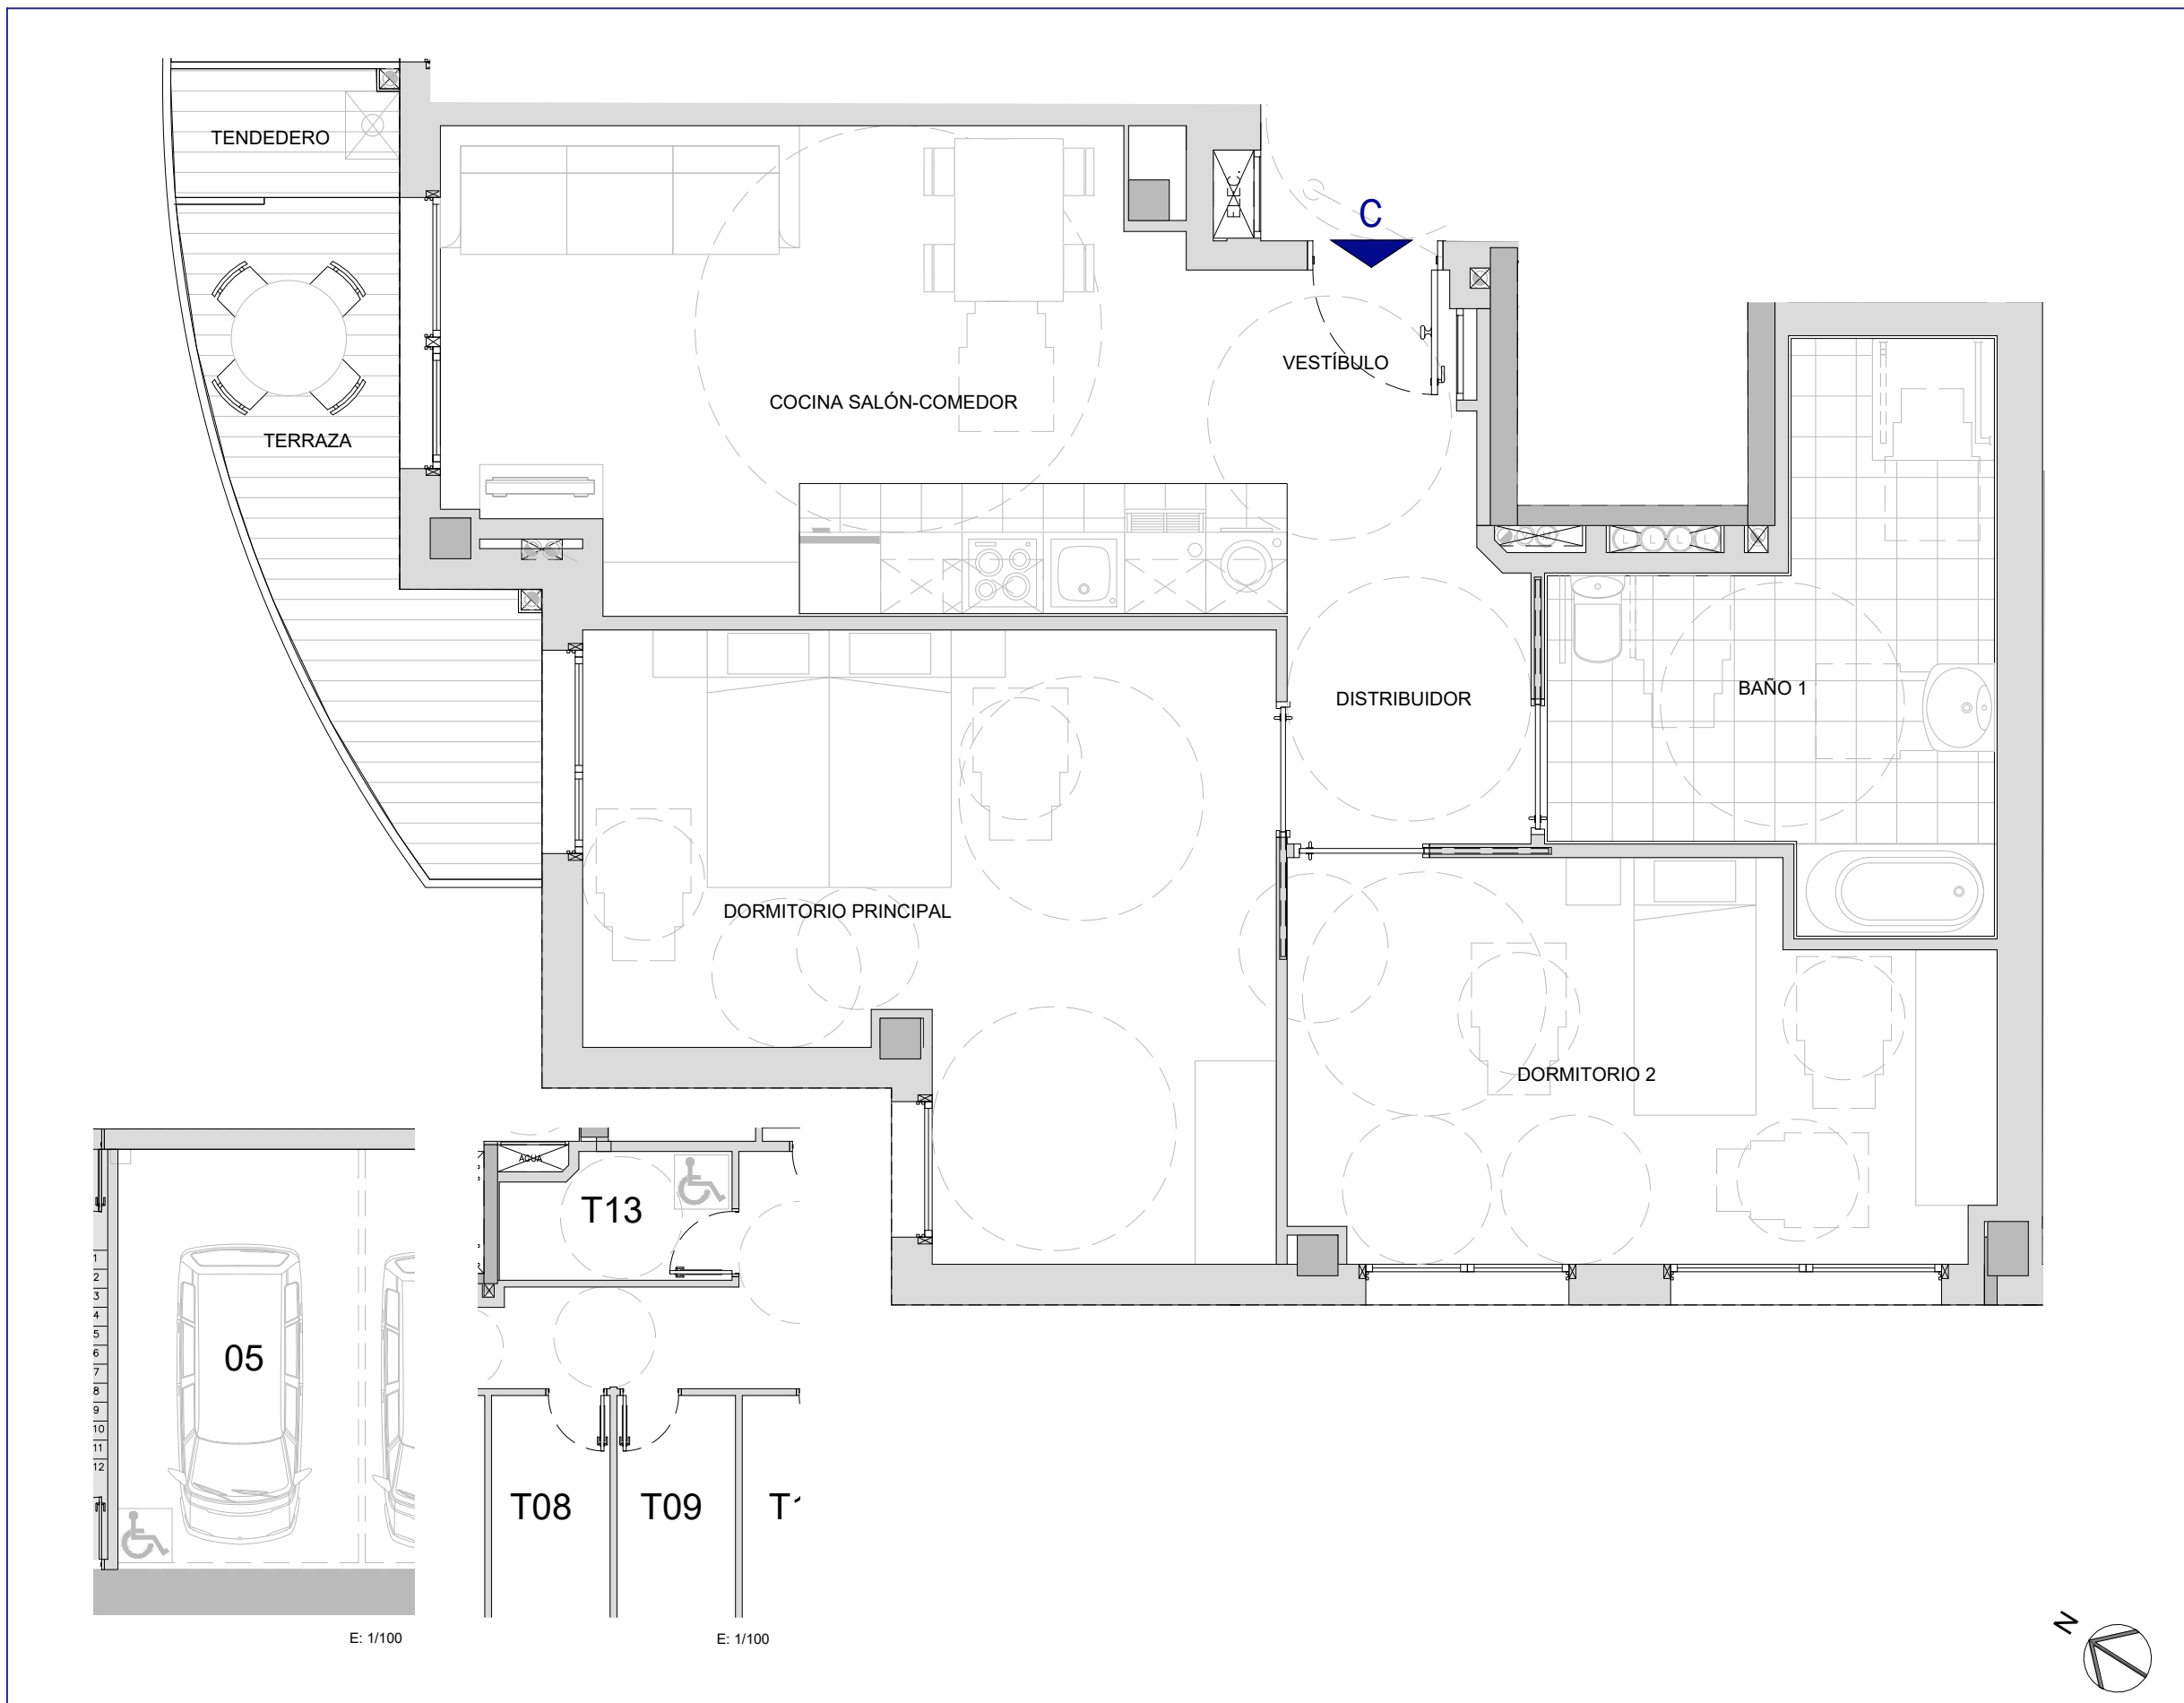 TENDEDERO
ELEC.
C
VESTÍBULO
COCINA SALÓN-COMEDOR
TERRAZA
L L L L
DISTRIBUIDOR
BAÑO 1
DORMITORIO PRINCIPAL
DORMITORIO 2
AGUA
T13
1
2
3
4
5
6
7
8
9
10
11
12
05
T08
T09
E: 1/100
E: 1/100
N